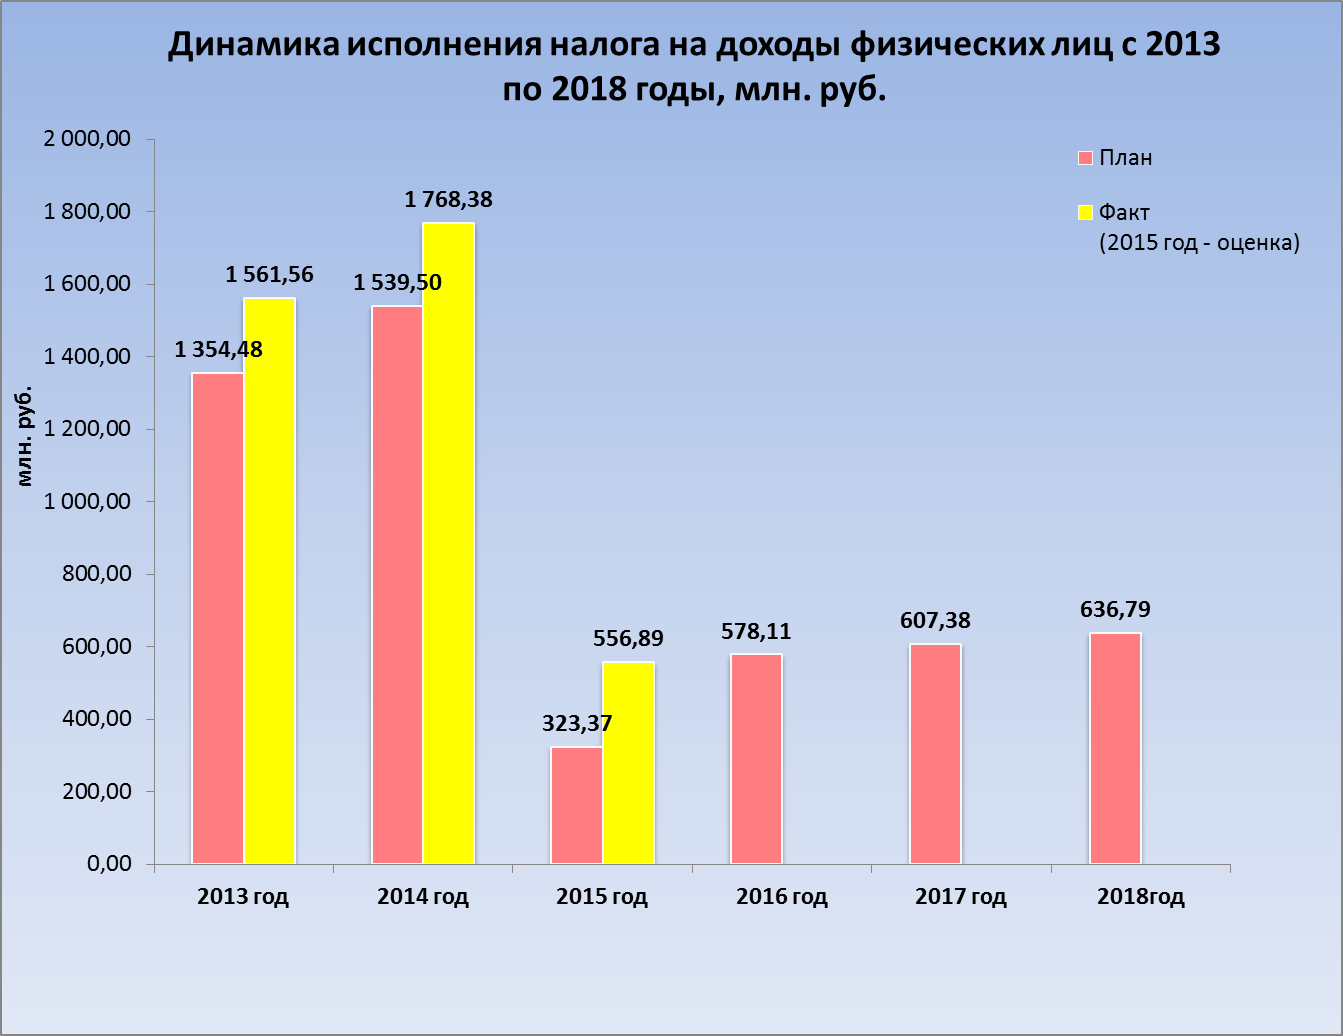 Динамика исполнения налога на доходы физических лиц с 2013
по 2018 годы, млн. руб.
2 000,00
1 800,00
1 600,00
1 400,00
1 200,00
1 000,00
800,00
600,00
400,00
200,00
0,00
млн. руб.
План
Факт
(2015 год - оценка)
1 354,48
1 561,56
1 539,50
1 768,38
323,37
556,89
578,11
607,38
636,79
2013 год
2014 год
2015 год
2016 год
2017 год
2018год